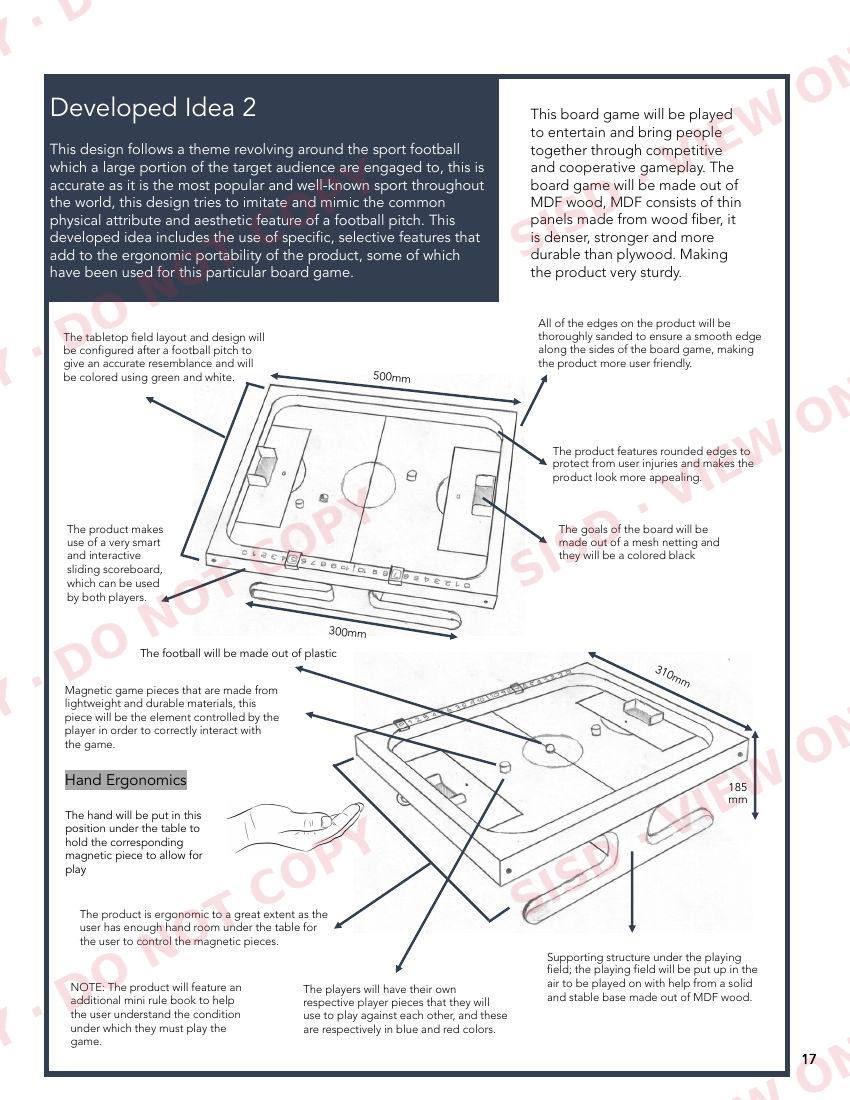 Developed Idea 2
This design follows a theme revolving around the sport football
which a large portion of the target audience are engaged to, this is
accurate as it is the most popular and well-known sport throughout
the world, this design tries to imitate and mimic the common
physical attribute and aesthetic feature of a football pitch. This
developed idea includes the use of specific, selective features that
add to the ergonomic portability of the product, some of which
have been used for this particular board game.
This board game will be played
to entertain and bring people
together through competitive
and cooperative gameplay. The
board game will be made out of
MDF wood, MDF consists of thin
panels made from wood fiber, it
is denser, stronger and more
durable than plywood. Making
the product very sturdy.
The tabletop field layout and design will
be configured after a football pitch to
give an accurate resemblance and will
be colored using green and white.
All of the edges on the product will be
thoroughly sanded to ensure a smooth edge
along the sides of the board game, making
the product more user friendly.
500mm
The product features rounded edges to
protect from user injuries and makes the
product look more appealing.
The product makes
use of a very smart
and interactive
sliding scoreboard,
which can be used
by both players.
The goals of the board will be
made out of a mesh netting and
they will be a colored black
300mm
The football will be made out of plastic
310mm
Magnetic game pieces that are made from
lightweight and durable materials, this
piece will be the element controlled by the
player in order to correctly interact with
the game.
185
mm
Hand Ergonomics
The hand will be put in this
position under the table to
hold the corresponding
magnetic piece to allow for
play
The product is ergonomic to a great extent as the
user has enough hand room under the table for
the user to control the magnetic pieces.
Supporting structure under the playing
field; the playing field will be put up in the
air to be played on with help from a solid
and stable base made out of MDF wood.
NOTE: The product will feature an
additional mini rule book to help
the user understand the condition
under which they must play the
game.
The players will have their own
respective player pieces that they will
use to play against each other, and these
are respectively in blue and red colors.
17
SISD - VIEW ON
DO NOT COPY